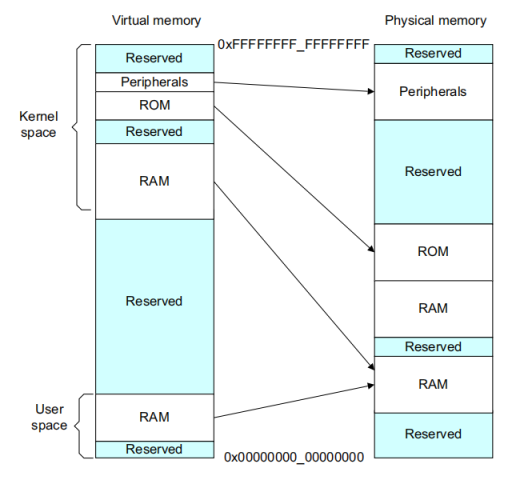 Virtual memory
Physical memory
0xFFFFFFFF_FFFFFFFF
Reserved
Peripherals
ROM
Reserved
RAM
Reserved
RAM
Reserved
Kernel
space
User
space
0x00000000_00000000
Reserved
Peripherals
Reserved
ROM
RAM
Reserved
RAM
Reserved